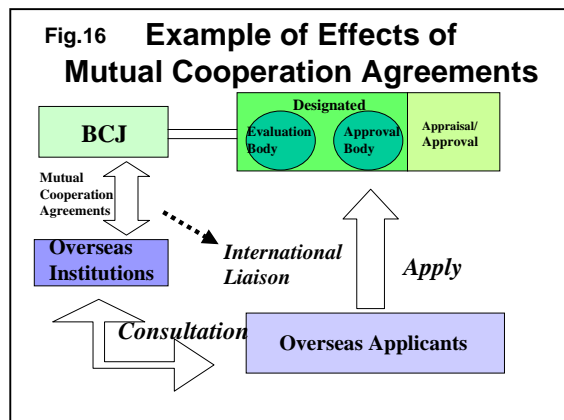 Fig.16
Example of Effects of
Mutual Cooperation Agreements
BCJ
Designated
Evaluation
Body
Approval
Body
Appraisal/
Approval
Mutual
Cooperation
Agreements
Overseas
Institutions
International
Liaison
Apply
Consultation
Overseas Applicants